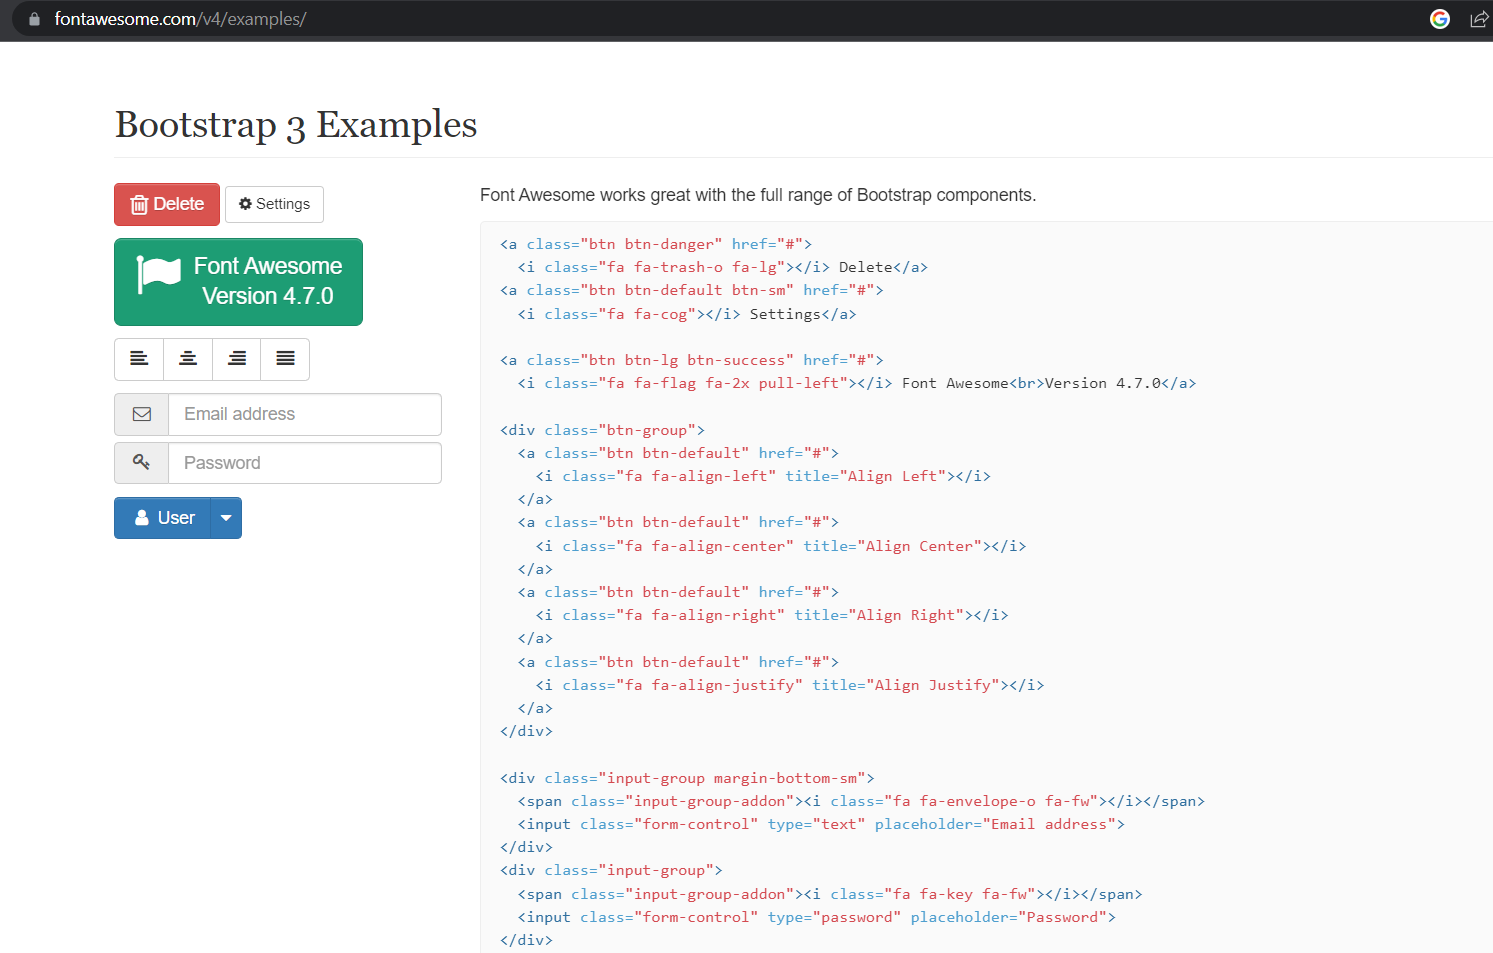 fontawesome.com/v4/examples/
Bootstrap 3 Examples
Delete
Settings
Font Awesome
Version 4.7.0
Email address
Password
User
Font Awesome works great with the full range of Bootstrap components.
<a class="btn btn-danger" href="#">
<i class="fa fa-trash-o fa-lg"></i> Delete</a>
<a class="btn btn-default btn-sm" href="#">
<i class="fa fa-cog"></i> Settings</a>
<a class="btn btn-lg btn-success" href="#">
<i class="fa fa-flag fa-2x pull-left"></i> Font Awesome<br>Version 4.7.0</a>
<div class="btn-group">
<a class="btn btn-default" href="#">
<i class="fa fa-align-left" title="Align Left"></i>
</a>
<a class="btn btn-default" href="#">
<i class="fa fa-align-center" title="Align Center"></i>
</a>
<a class="btn btn-default" href="#">
<i class="fa fa-align-right" title="Align Right"></i>
</a>
<a class="btn btn-default" href="#">
<i class="fa fa-align-justify" title="Align Justify"></i>
</a>
</div>
<div class="input-group margin-bottom-sm">
<span class="input-group-addon"><i class="fa fa-envelope-o fa-fw"></i></span>
<input class="form-control" type="text" placeholder="Email address">
</div>
<div class="input-group">
<span class="input-group-addon"><i class="fa fa-key fa-fw"></i></span>
<input class="form-control" type="password" placeholder="Password">
</div>